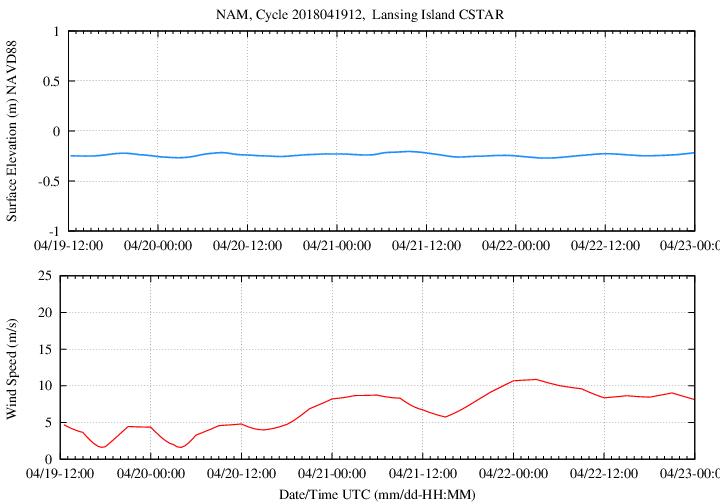 NAM, Cycle 2018041912,  Lansing Island CSTAR
Surface Elevation (m) NAVD88
1
0.5
0
-0.5
-1
04/19-12:00 04/20-00:00 04/20-12:00 04/21-00:00 04/21-12:00 04/22-00:00 04/22-12:00 04/23-00:0
Wind Speed (m/s)
25
20
15
10
5
0
04/19-12:00 04/20-00:00 04/20-12:00 04/21-00:00 04/21-12:00 04/22-00:00 04/22-12:00 04/23-00:0
Date/Time UTC (mm/dd-HH:MM)